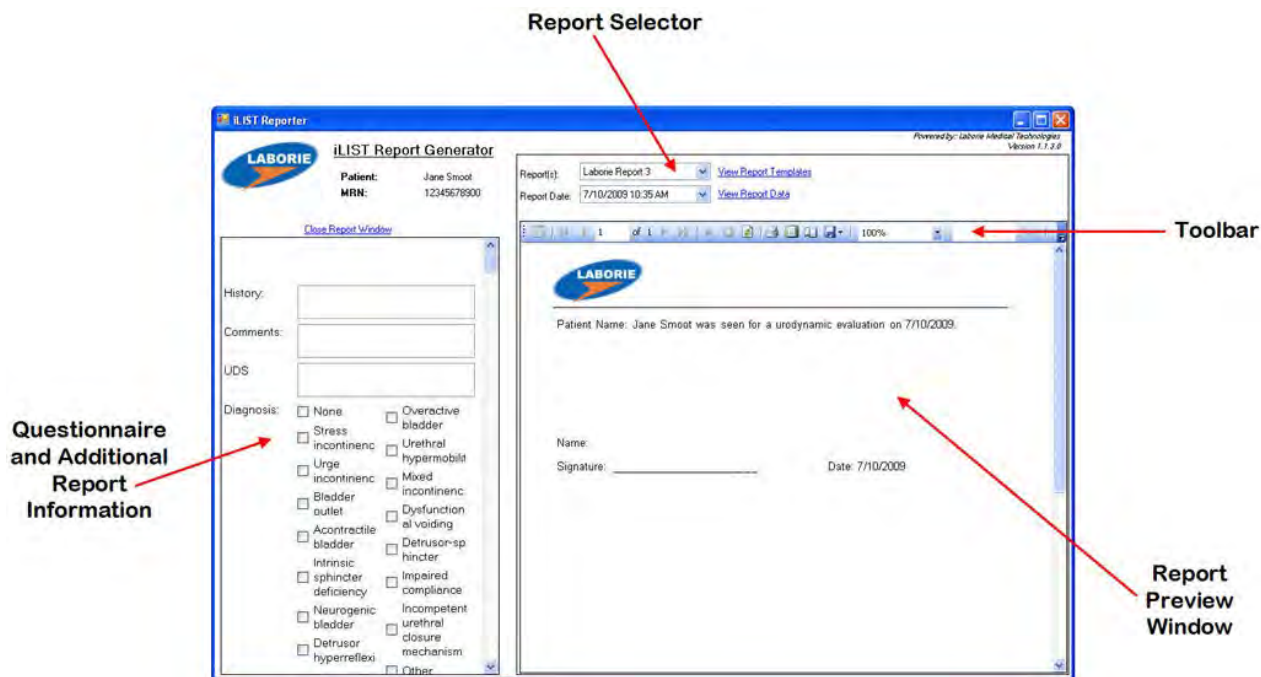 Report Selector
iLIST Reporter
Powered by: Laborie Medical Technologies
Version 1.1.3.0
LABORIE
iLIST Report Generator
Patient: Jane Smoot
MRN: 12345678900
Close Report Window
Report(s): Laborie Report 3 View Report Templates
Report Date: 7/10/2009 10:35 AM View Report Data
1 of 1 100%
Toolbar
LABORIE
Patient Name: Jane Smoot was seen for a urodynamic evaluation on 7/10/2009.
Name:
Signature: Date: 7/10/2009
History:
Comments:
UDS
Diagnosis:
None
Stress
incontinenc
Urge
incontinenc
Bladder
outlet
Acontractile
bladder
Intrinsic
sphincter
deficiency
Neurogenic
bladder
Detrusor
hyperreflexi
Overactive
bladder
Urethral
hypermobilit
Mixed
incontinenc
Dysfunction
al voiding
Detrusor-sp
hincter
Impaired
compliance
Incompetent
urethral
closure
mechanism
Other
Questionnaire
and Additional
Report
Information
Report
Preview
Window